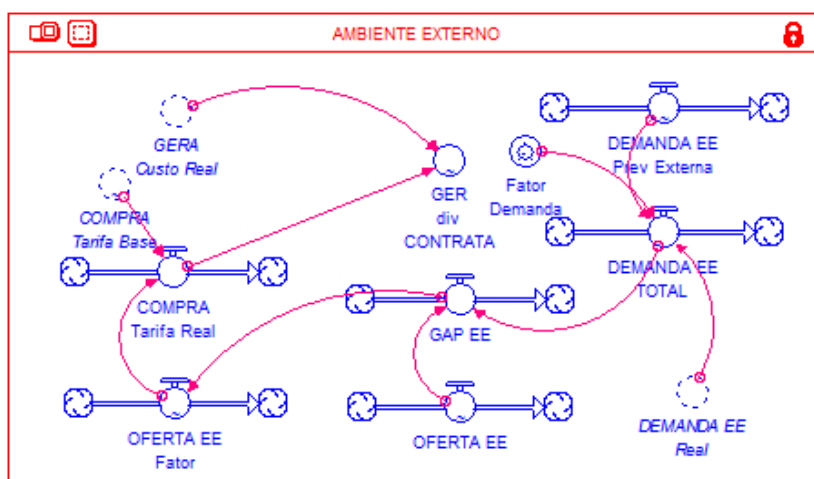 AMBIENTE EXTERNO
GERA
Custo Real
DEMANDA EE
Prev Externa
GER
div
CONTRATA
Fator
Demanda
COMPRA
Tarifa Base
DEMANDA EE
TOTAL
COMPRA
Tarifa Real
GAP EE
OFERTA EE
Fator
OFERTA EE
DEMANDA EE
Real